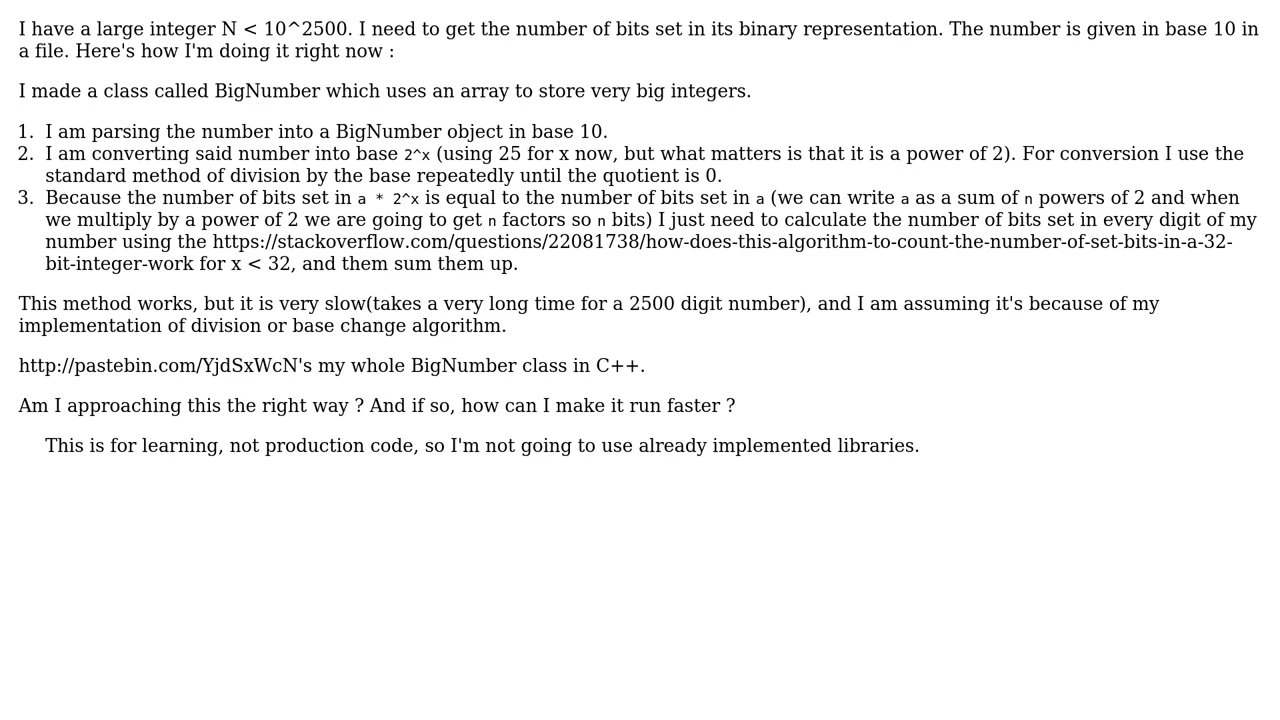 I have a large integer N < 10^2500. I need to get the number of bits set in its binary representation. The number is given in base 10 in
a file. Here's how I'm doing it right now :
I made a class called BigNumber which uses an array to store very big integers.
1. I am parsing the number into a BigNumber object in base 10.
2. I am converting said number into base 2^x (using 25 for x now, but what matters is that it is a power of 2). For conversion I use the
standard method of division by the base repeatedly until the quotient is 0.
3. Because the number of bits set in a * 2^x is equal to the number of bits set in a (we can write a as a sum of n powers of 2 and when
we multiply by a power of 2 we are going to get n factors so n bits) I just need to calculate the number of bits set in every digit of my
number using the https://stackoverflow.com/questions/22081738/how-does-this-algorithm-to-count-the-number-of-set-bits-in-a-32-
bit-integer-work for x < 32, and them sum them up.
This method works, but it is very slow(takes a very long time for a 2500 digit number), and I am assuming it's because of my
implementation of division or base change algorithm.
http://pastebin.com/YjdSxWcN's my whole BigNumber class in C++.
Am I approaching this the right way ? And if so, how can I make it run faster ?
This is for learning, not production code, so I'm not going to use already implemented libraries.